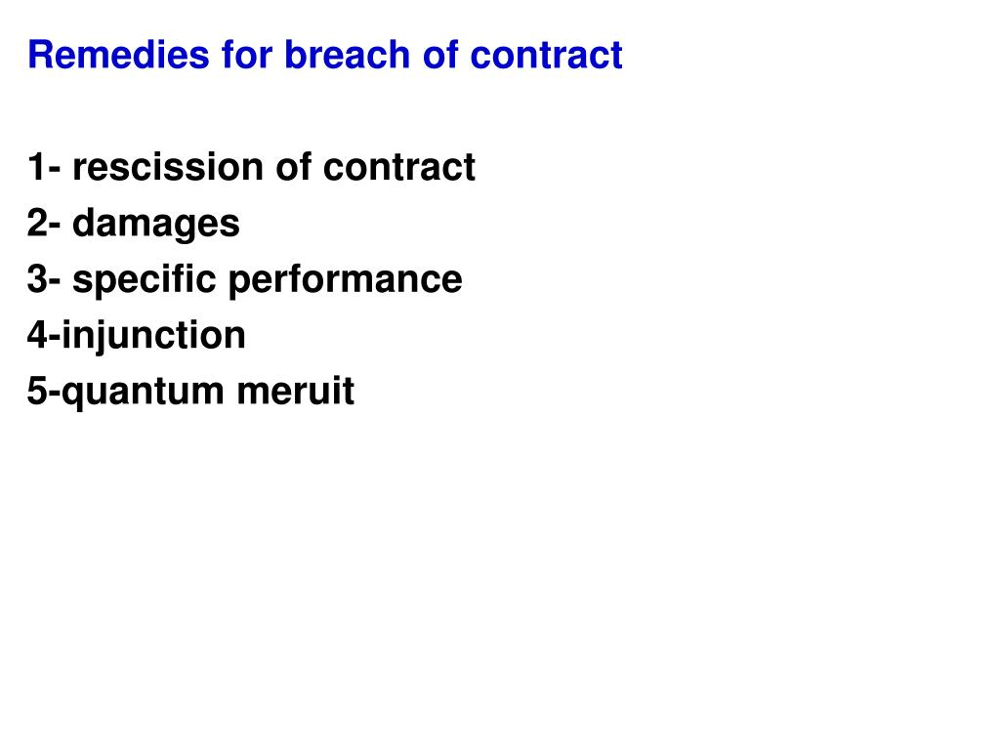 Remedies for breach of contract
1- rescission of contract
2- damages
3- specific performance
4-injunction
5-quantum meruit